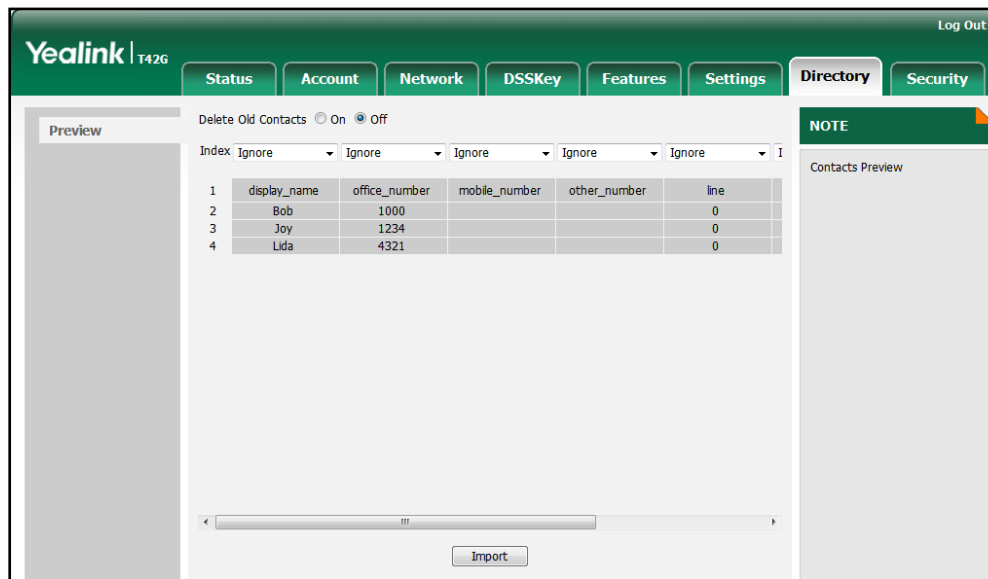 Log Out
Yealink | T42G
Status Account Network DSSKey Features Settings Directory Security
Preview
Delete Old Contacts On Off
NOTE
Index Ignore Ignore Ignore Ignore Ignore
Contacts Preview
1 display_name office_number mobile_number other_number line
2 Bob 1000 0
3 Joy 1234 0
4 Lida 4321 0
Import